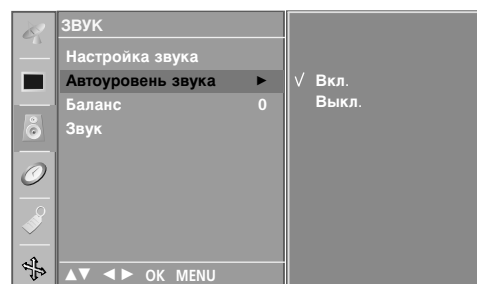 ЗВУК
Настройка звука
Автоуровень звука ►
Баланс 0
Звук
√ Вкл.
Выкл.
▲▼ ◄► OK MENU